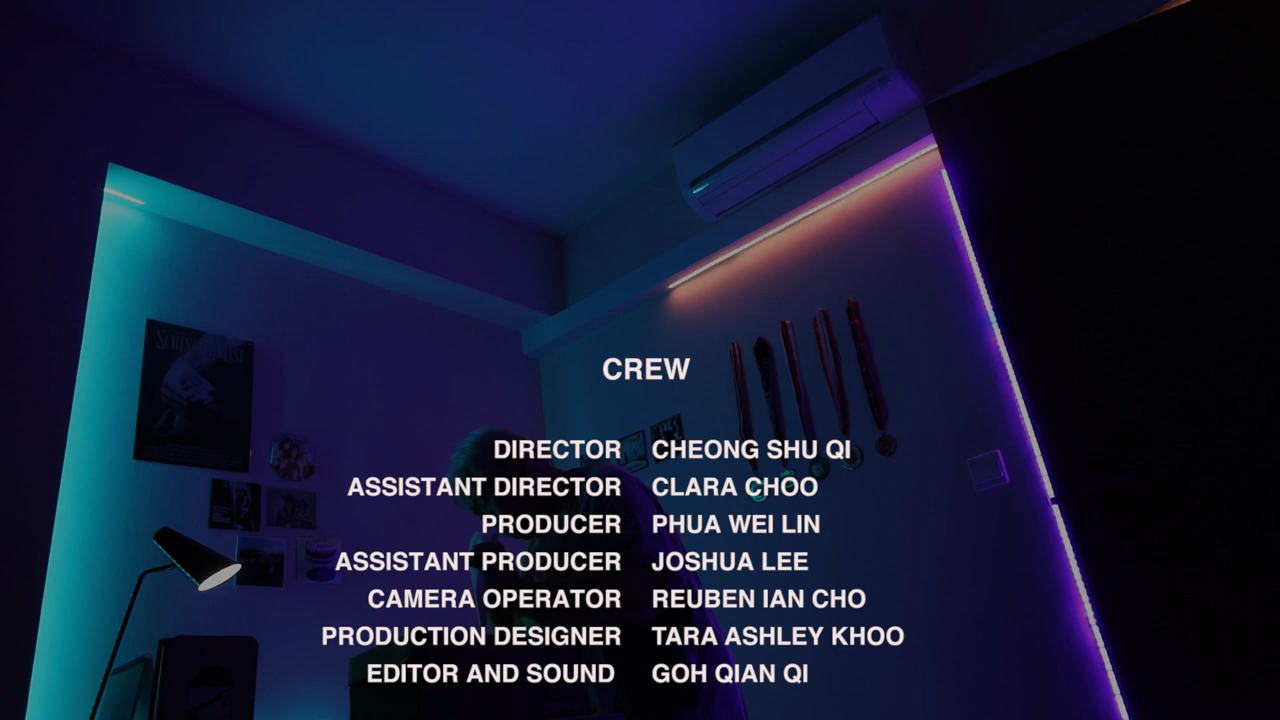 CREW
DIRECTOR CHEONG SHU QI
ASSISTANT DIRECTOR CLARA CHOO
PRODUCER PHUA WEI LIN
ASSISTANT PRODUCER JOSHUA LEE
CAMERA OPERATOR REUBEN IAN CHO
PRODUCTION DESIGNER TARA ASHLEY KHOO
EDITOR AND SOUND GOH QIAN QI